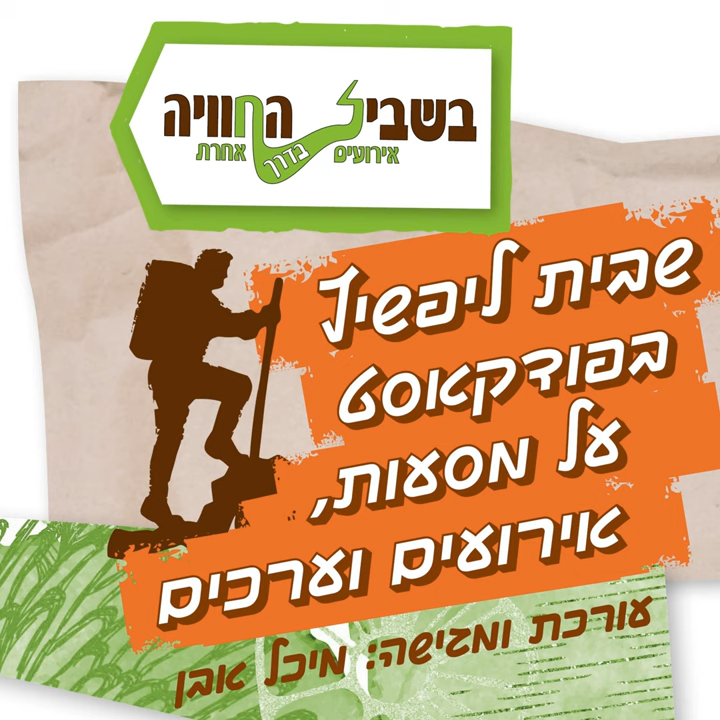 בשביל החוויה
אירועים בדרך אחרת
שבית ליפשיץ
בפודקאסט
על מסעות,
אירועים וערכים
עורכת ומגישה: מיכל אבן